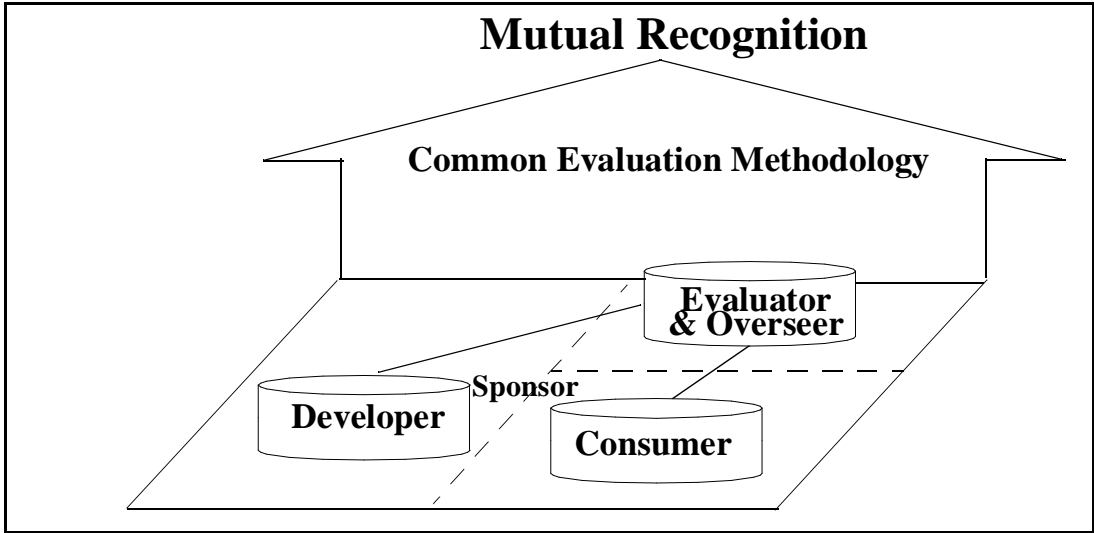 Mutual Recognition
Common Evaluation Methodology
Evaluator
& Overseer
Sponsor
Developer
Consumer